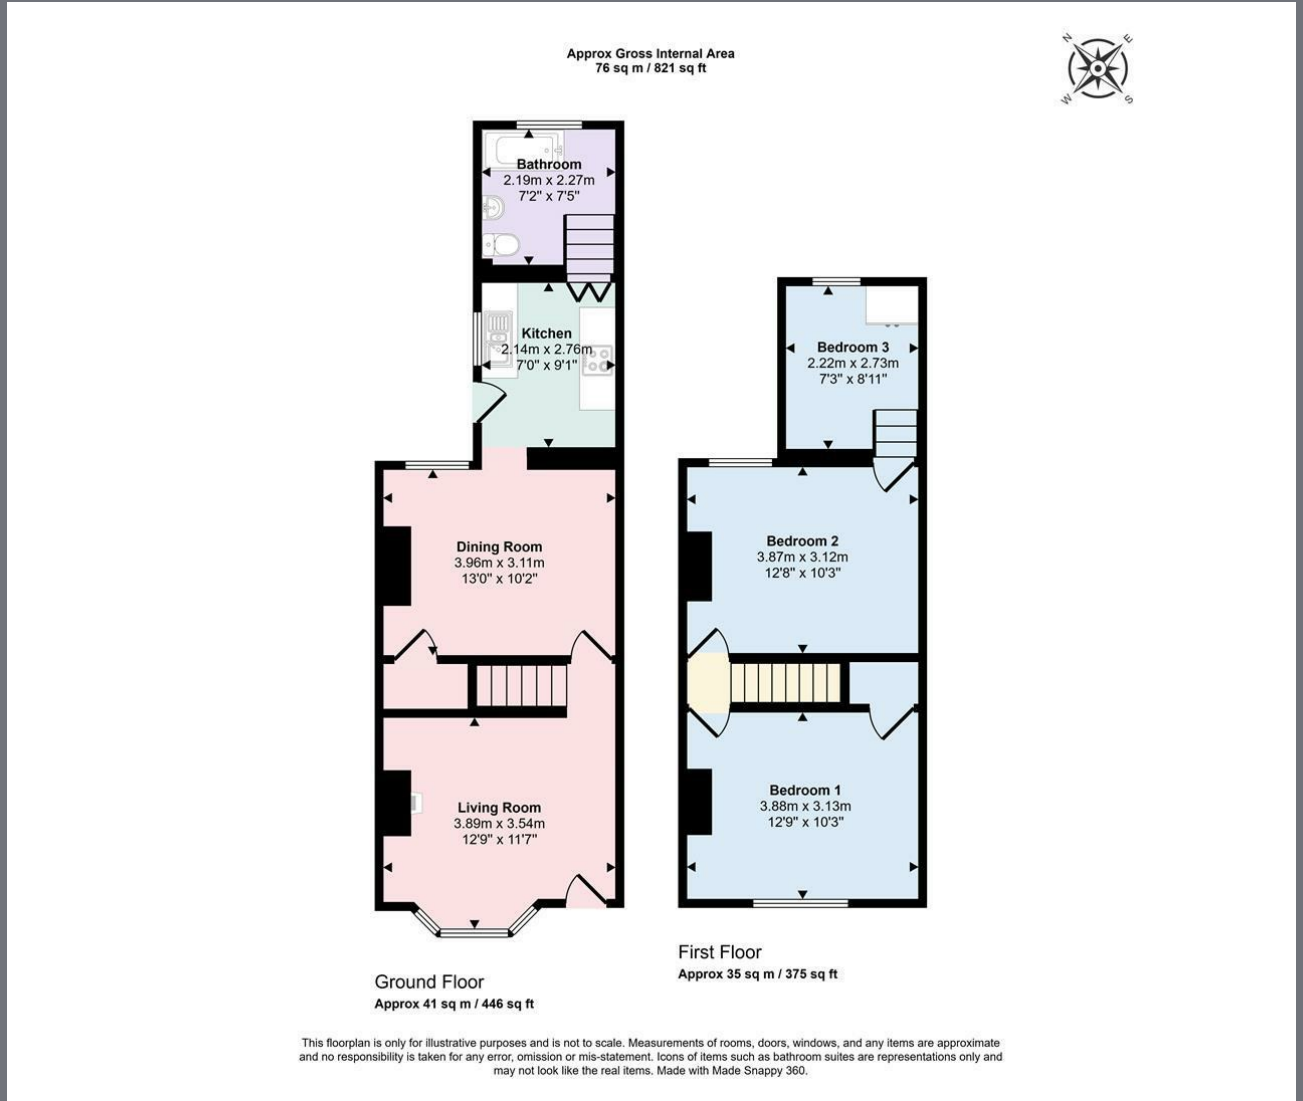 Approx Gross Internal Area
76 sq m / 821 sq ft
N
E
W
S
Bathroom
2.19m x 2.27m
7'2" x 7'5"
Kitchen
2.14m x 2.76m
7'0" x 9'1"
Dining Room
3.96m x 3.11m
13'0" x 10'2"
Living Room
3.89m x 3.54m
12'9" x 11'7"
Ground Floor
Approx 41 sq m / 446 sq ft
Bedroom 3
2.22m x 2.73m
7'3" x 8'11"
Bedroom 2
3.87m x 3.12m
12'8" x 10'3"
Bedroom 1
3.88m x 3.13m
12'9" x 10'3"
First Floor
Approx 35 sq m / 375 sq ft
This floorplan is only for illustrative purposes and is not to scale. Measurements of rooms, doors, windows, and any items are approximate
and no responsibility is taken for any error, omission or mis-statement. Icons of items such as bathroom suites are representations only and
may not look like the real items. Made with Made Snappy 360.